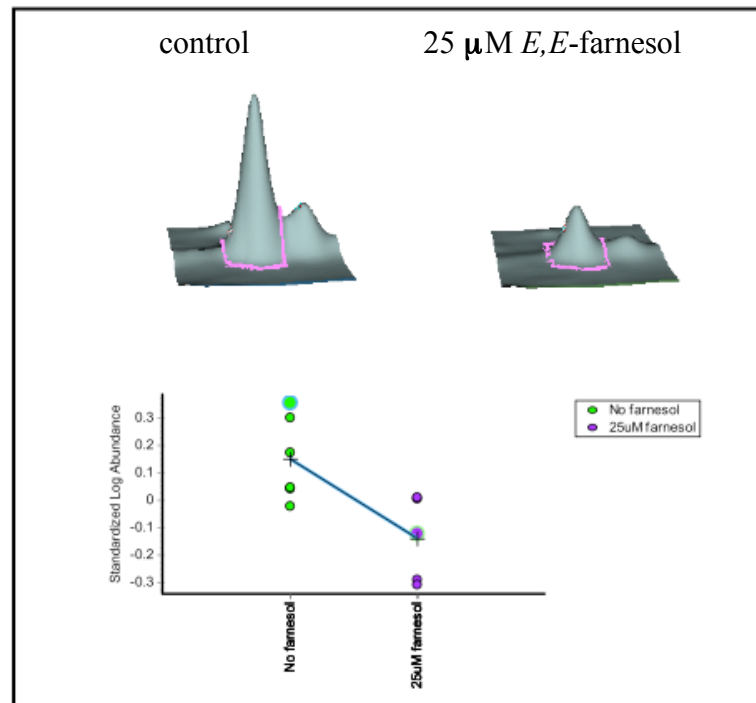 control 25 μM E,E-farnesol
Standardized Log Abundance
0.3
0.2
0.1
0
-0.1
-0.2
-0.3
No farnesol
25uM farnesol
No farnesol
25uM farnesol